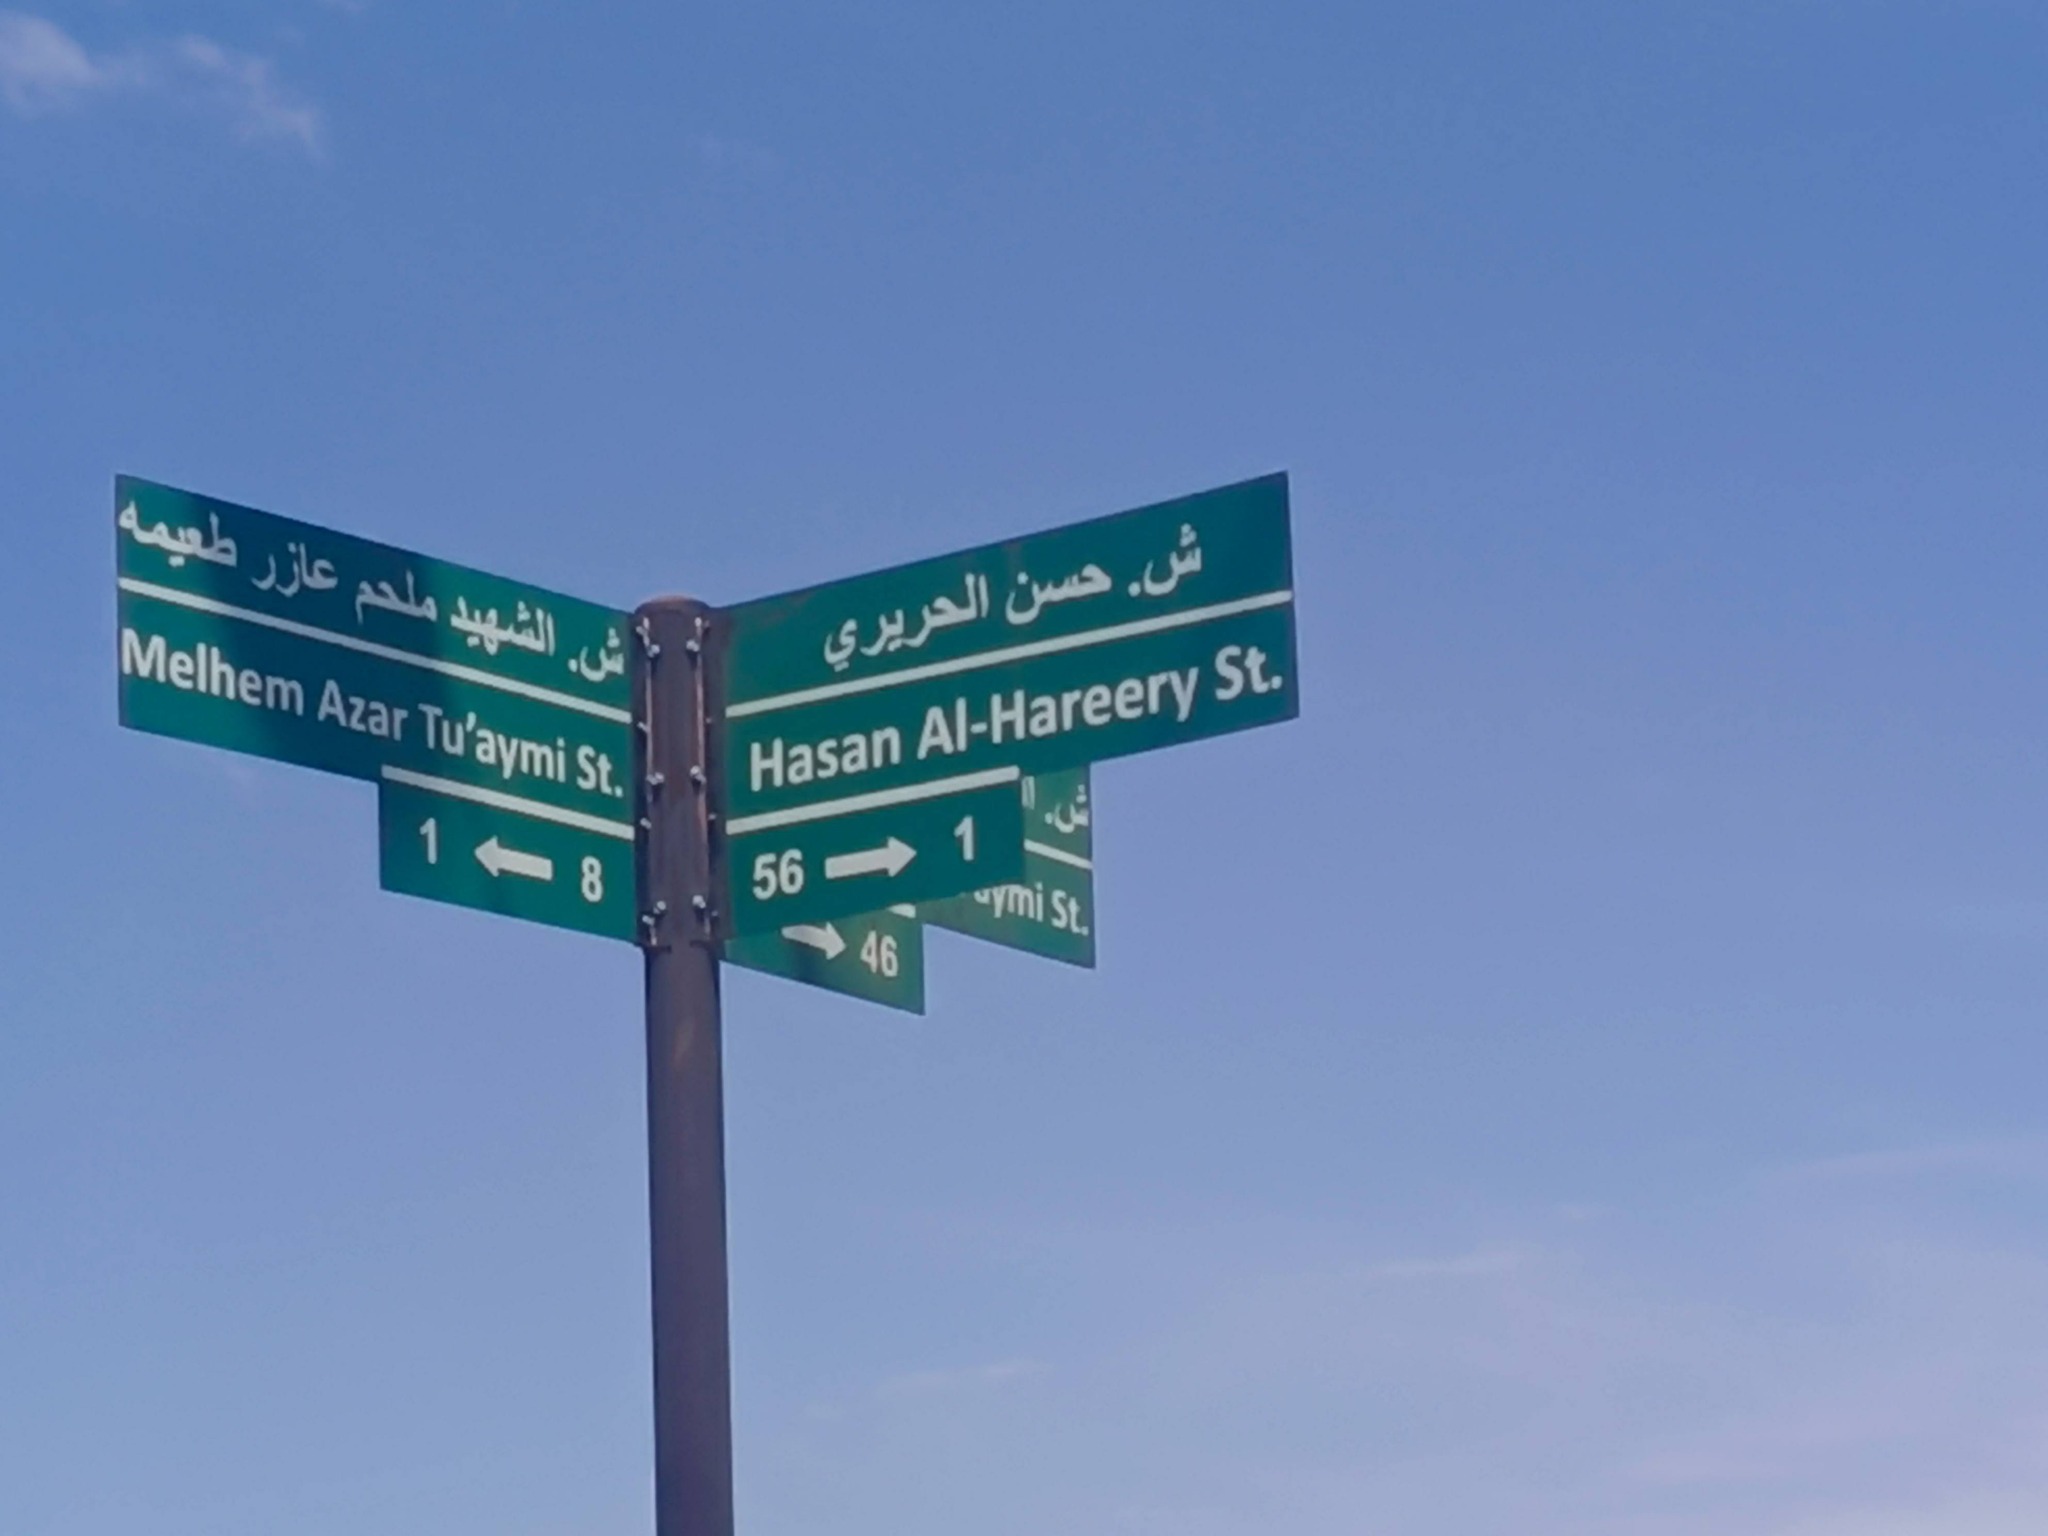 ش. الشهيد ملحم عازر طعيمه
Melhem Azar Tu'aymi St.
1 ← 8
ش. حسن الحريري
Hasan Al-Hareery St.
56 → 1
ش.
St.
→ 46